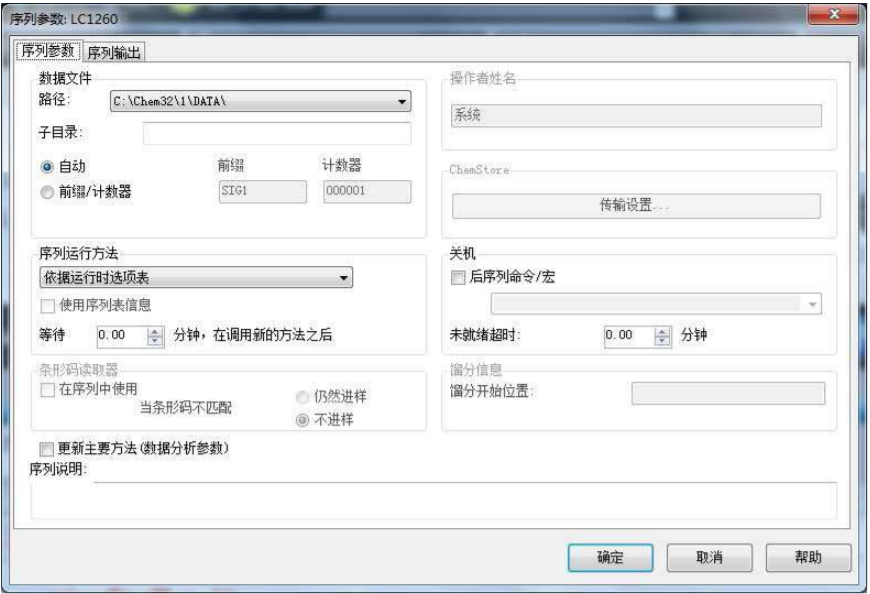 序列参数: LC1260
序列参数 序列输出
数据文件
路径: C:\Chem32\1\DATA\
子目录:
自动 前缀 计数器
前缀/计数器 SIG1 000001
操作者姓名
系统
ChemStore
传输设置...
序列运行方法
依据运行时选项表
使用序列表信息
等待 0.00 分钟，在调用新的方法之后
关机
后序列命令/宏
未就绪超时: 0.00 分钟
条形码读取器
在序列中使用
当条形码不匹配
仍然进样
不进样
馏分信息
馏分开始位置:
更新主要方法(数据分析参数)
序列说明:
确定 取消 帮助